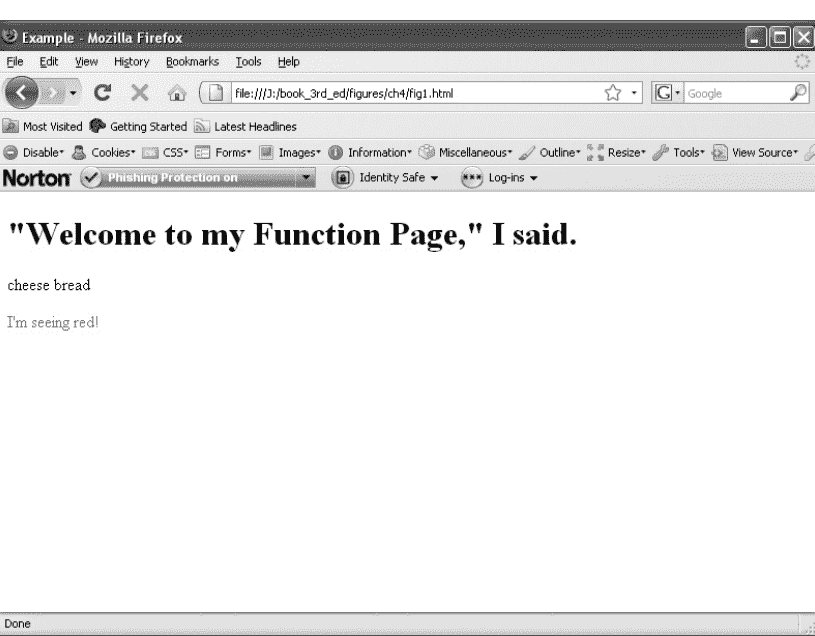 Example - Mozilla Firefox
File Edit View History Bookmarks Tools Help
file:///J:/book_3rd_ed/figures/ch4/fig1.html G Google
Most Visited Getting Started Latest Headlines
Disable Cookies CSS Forms Images Information Miscellaneous Outline Resize Tools View Source
Norton Phishing Protection on Identity Safe Log-ins
"Welcome to my Function Page," I said.
cheese bread
I'm seeing red!
Done